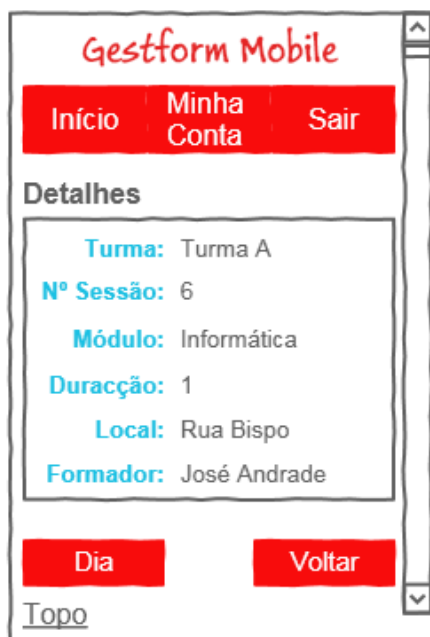 Gestform Mobile
Início Minha Conta Sair
Detalhes
Turma: Turma A
Nº Sessão: 6
Módulo: Informática
Duracção: 1
Local: Rua Bispo
Formador: José Andrade
Dia Voltar
Topo